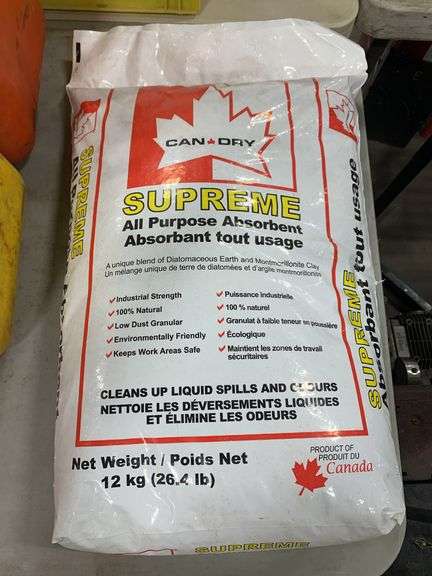 CAN DRY
SUPREME
All Purpose Absorbent
Absorbant tout usage
A unique blend of Diatomaceous Earth and Montmorillonite Clay
Un mélange unique de terre de diatomées et d'argile montmorillonite
Industrial Strength
100% Natural
Low Dust Granular
Environmentally Friendly
Keeps Work Areas Safe
Puissance industrielle
100 % naturel
Granulat à faible teneur en poussière
Écologique
Maintient les zones de travail
sécuritaires
CLEANS UP LIQUID SPILLS AND ODOURS
NETTOIE LES DÉVERSEMENTS LIQUIDES
ET ÉLIMINE LES ODEURS
Net Weight / Poids Net
12 kg (26.4 lb)
PRODUCT OF
PRODUIT DU
Canada
SUPREME
Absorbant tout usage
SUPREME
SUPREME